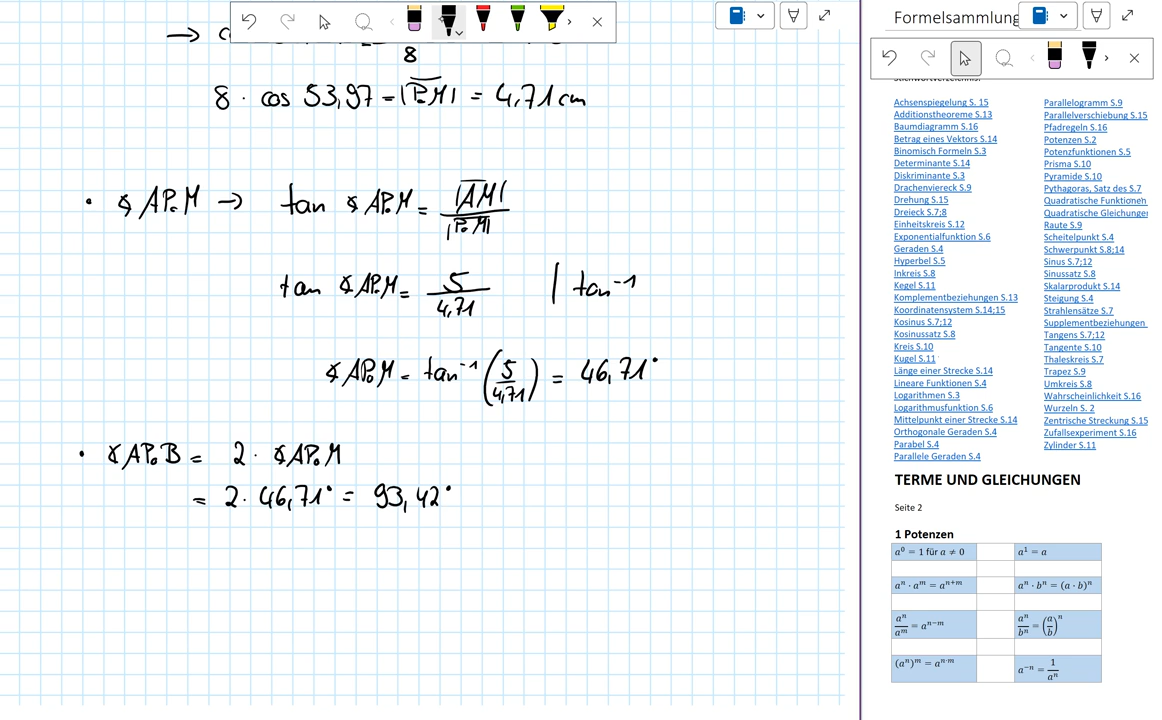 8
8 · cos 53,97 = |P₀M| = 4,71 cm
• ∢ AP₀M → tan ∢ AP₀M = |AM| / |P₀M|
tan ∢ AP₀M = 5 / 4,71 | tan⁻¹
∢ AP₀M = tan⁻¹ (5 / 4,71) = 46,71°
• ∢ AP₀B = 2 · ∢ AP₀M
= 2 · 46,71° = 93,42°
Formelsammlung
Achsenspiegelung S. 15
Additionstheoreme S.13
Baumdiagramm S.16
Betrag eines Vektors S.14
Binomisch Formeln S.3
Determinante S.14
Diskriminante S.3
Drachenviereck S.9
Drehung S.15
Dreieck S.7;8
Einheitskreis S.12
Exponentialfunktion S.6
Geraden S.4
Hyperbel S.5
Inkreis S.8
Kegel S.11
Komplementbeziehungen S.13
Koordinatensystem S.14;15
Kosinus S.7;12
Kosinussatz S.8
Kreis S.10
Kugel S.11
Länge einer Strecke S.14
Lineare Funktionen S.4
Logarithmen S.3
Logarithmusfunktion S.6
Mittelpunkt einer Strecke S.14
Orthogonale Geraden S.4
Parabel S.4
Parallele Geraden S.4
Parallelogramm S.9
Parallelverschiebung S.15
Pfadregeln S.16
Potenzen S.2
Potenzfunktionen S.5
Prisma S.10
Pyramide S.10
Pythagoras, Satz des S.7
Quadratische Funktionen
Quadratische Gleichungen
Raute S.9
Scheitelpunkt S.4
Schwerpunkt S.8;14
Sinus S.7;12
Sinussatz S.8
Skalarprodukt S.14
Steigung S.4
Strahlensätze S.7
Supplementbeziehungen
Tangens S.7;12
Tangente S.10
Thaleskreis S.7
Trapez S.9
Umkreis S.8
Wahrscheinlichkeit S.16
Wurzeln S. 2
Zentrische Streckung S.15
Zufallsexperiment S.16
Zylinder S.11
TERME UND GLEICHUNGEN
Seite 2
1 Potenzen
a⁰ = 1 für a ≠ 0 a¹ = a
aⁿ · aᵐ = aⁿ⁺ᵐ aⁿ · bⁿ = (a · b)ⁿ
aⁿ / aᵐ = aⁿ⁻ᵐ aⁿ / bⁿ = (a / b)ⁿ
(aⁿ)ᵐ = aⁿ·ᵐ a⁻ⁿ = 1 / aⁿ